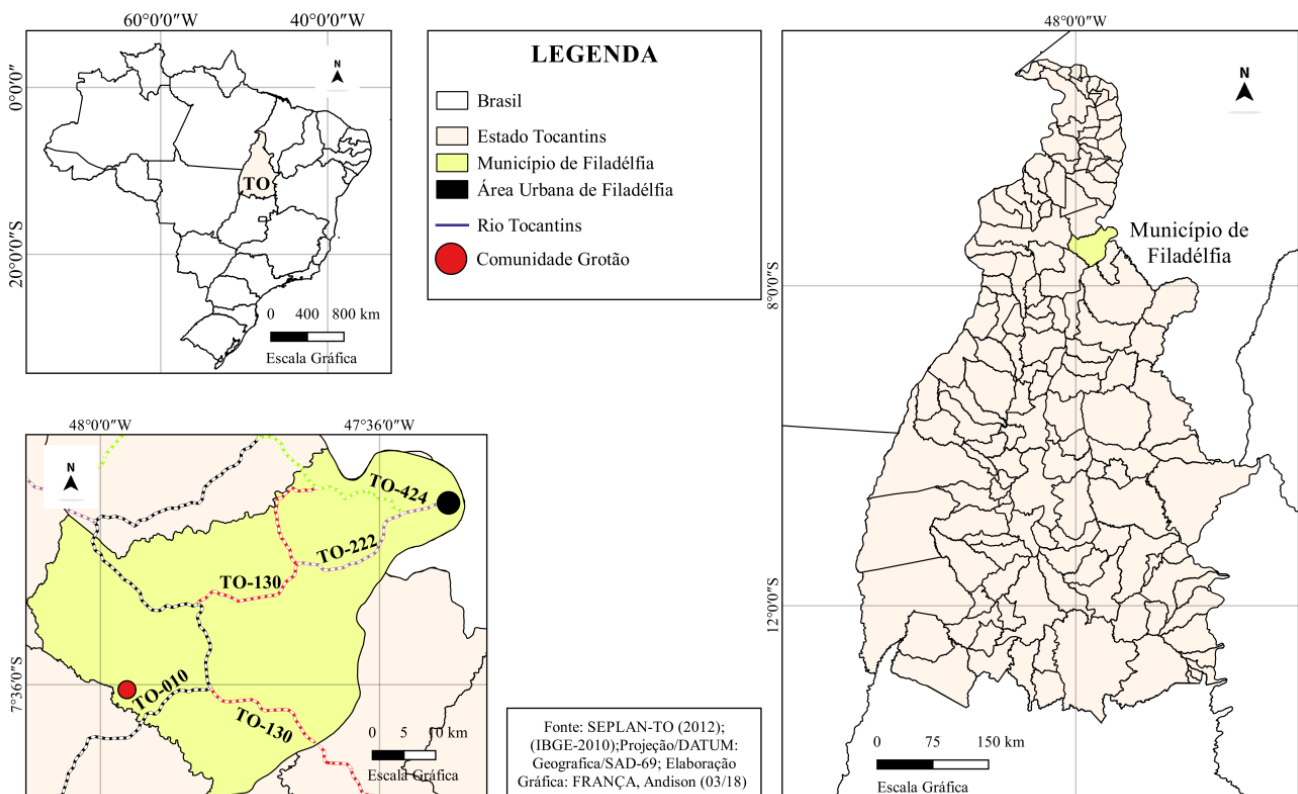 60°0'0"W
40°0'0"W
0°0'0"
20°0'0"S
N
TO
0 400 800 km
Escala Gráfica
LEGENDA
Brasil
Estado Tocantins
Município de Filadélfia
Área Urbana de Filadélfia
Rio Tocantins
Comunidade Grotão
48°0'0"W
N
Município de
Filadélfia
8°0'0"S
12°0'0"S
0 75 150 km
Escala Gráfica
48°0'0"W
47°36'0"W
N
TO-424
TO-222
TO-130
TO-010
TO-130
7°36'0"S
0 5 10 km
Escala Gráfica
Fonte: SEPLAN-TO (2012);
(IBGE-2010);Projeção/DATUM:
Geografica/SAD-69; Elaboração
Gráfica: FRANÇA, Andison (03/18)